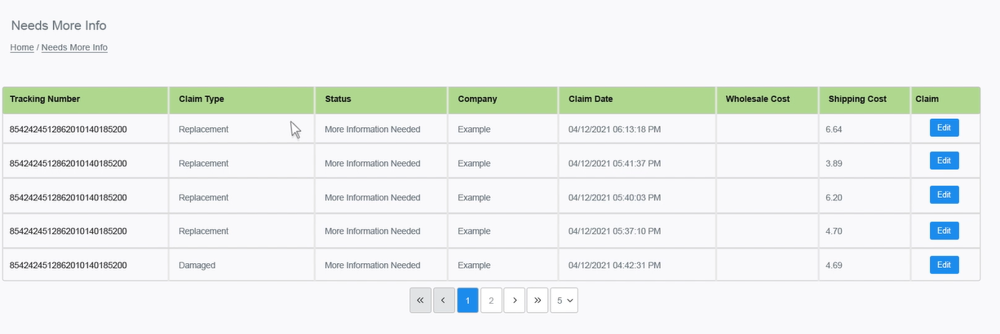 Needs More Info
Home / Needs More Info
Tracking Number Claim Type Status Company Claim Date Wholesale Cost Shipping Cost Claim
8542424512862010140185200 Replacement More Information Needed Example 04/12/2021 06:13:18 PM 6.64 Edit
8542424512862010140185200 Replacement More Information Needed Example 04/12/2021 05:41:37 PM 3.89 Edit
8542424512862010140185200 Replacement More Information Needed Example 04/12/2021 05:40:03 PM 6.20 Edit
8542424512862010140185200 Replacement More Information Needed Example 04/12/2021 05:37:10 PM 4.70 Edit
8542424512862010140185200 Damaged More Information Needed Example 04/12/2021 04:42:31 PM 4.69 Edit
« ‹ 1 2 › » 5